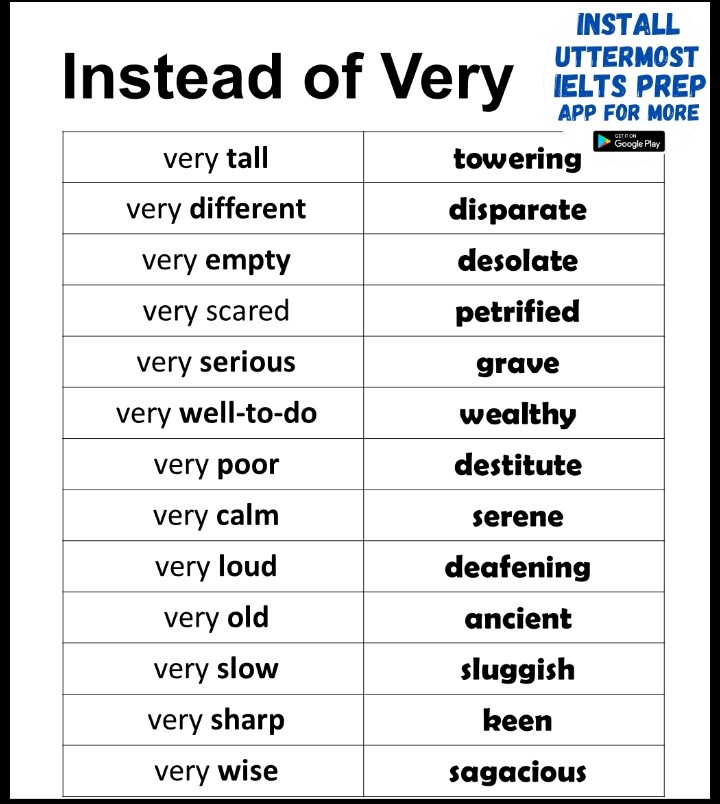 Instead of Very
INSTALL
UTTERMOST
IELTS PREP
APP FOR MORE
GET IT ON
Google Play
very tall towering
very different disparate
very empty desolate
very scared petrified
very serious grave
very well-to-do wealthy
very poor destitute
very calm serene
very loud deafening
very old ancient
very slow sluggish
very sharp keen
very wise sagacious